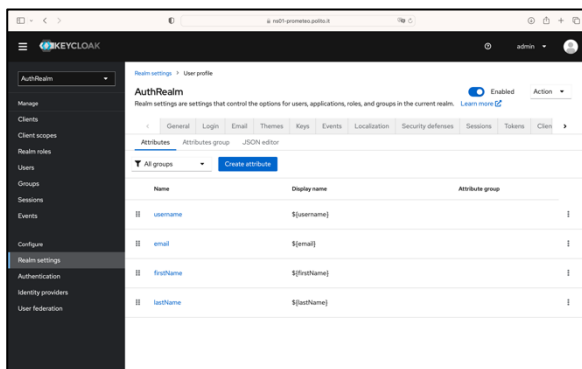 ns01-prometeo.polito.it
KEYCLOAK
admin
AuthRealm
Manage
Clients
Client scopes
Realm roles
Users
Groups
Sessions
Events
Configure
Realm settings
Authentication
Identity providers
User federation
Realm settings > User profile
AuthRealm
Enabled
Action
Realm settings are settings that control the options for users, applications, roles, and groups in the current realm. Learn more
General Login Email Themes Keys Events Localization Security defenses Sessions Tokens Clien
Attributes Attributes group JSON editor
All groups Create attribute
Name Display name Attribute group
username ${username}
email ${email}
firstName ${firstName}
lastName ${lastName}